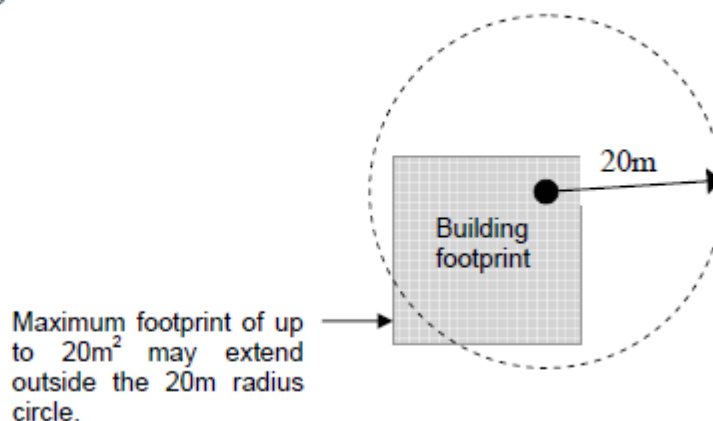 20m
Building
footprint
Maximum footprint of up
to 20m² may extend
outside the 20m radius
circle.